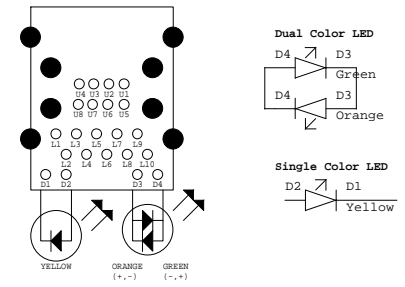 U4 U3 U2 U1
U8 U7 U6 U5
L1 L3 L5 L7 L9
L2 L4 L6 L8 L10
D1 D2 D3 D4
YELLOW ORANGE GREEN
(+,-) (-,+)
Dual Color LED
D4 D3
Green
D4 D3
Orange
Single Color LED
D2 D1
Yellow